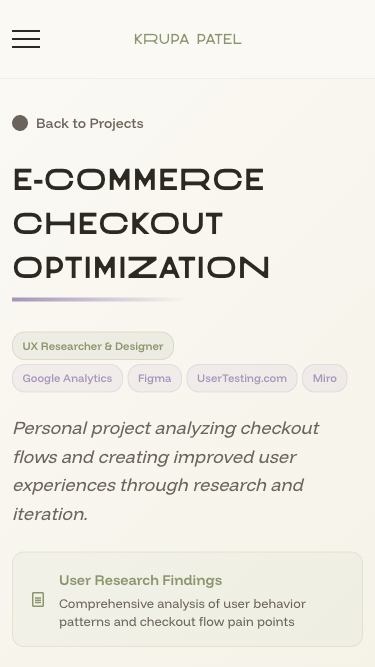 KRUPA PATEL
Back to Projects
E-COMMERCE
CHECKOUT
OPTIMIZATION
UX Researcher & Designer
Google Analytics Figma UserTesting.com Miro
Personal project analyzing checkout
flows and creating improved user
experiences through research and
iteration.
User Research Findings
Comprehensive analysis of user behavior
patterns and checkout flow pain points